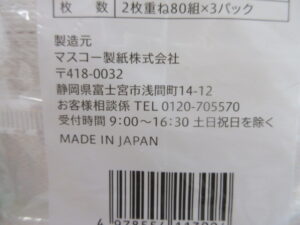 枚 数 2枚重ね80組×3パック
製造元
マスコー製紙株式会社
〒418-0032
静岡県富士宮市浅間町14-12
お客様相談係 TEL 0120-705570
受付時間 9:00～16:30 土日祝日を除く
MADE IN JAPAN